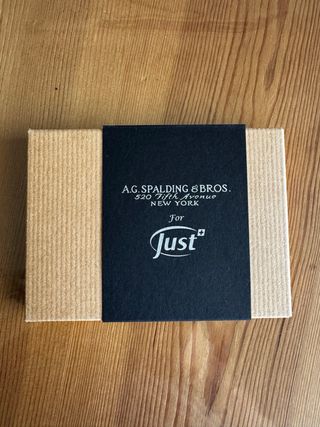 A.G. SPALDING & BROS.
520 Fifth Avenue
NEW YORK
For
Just